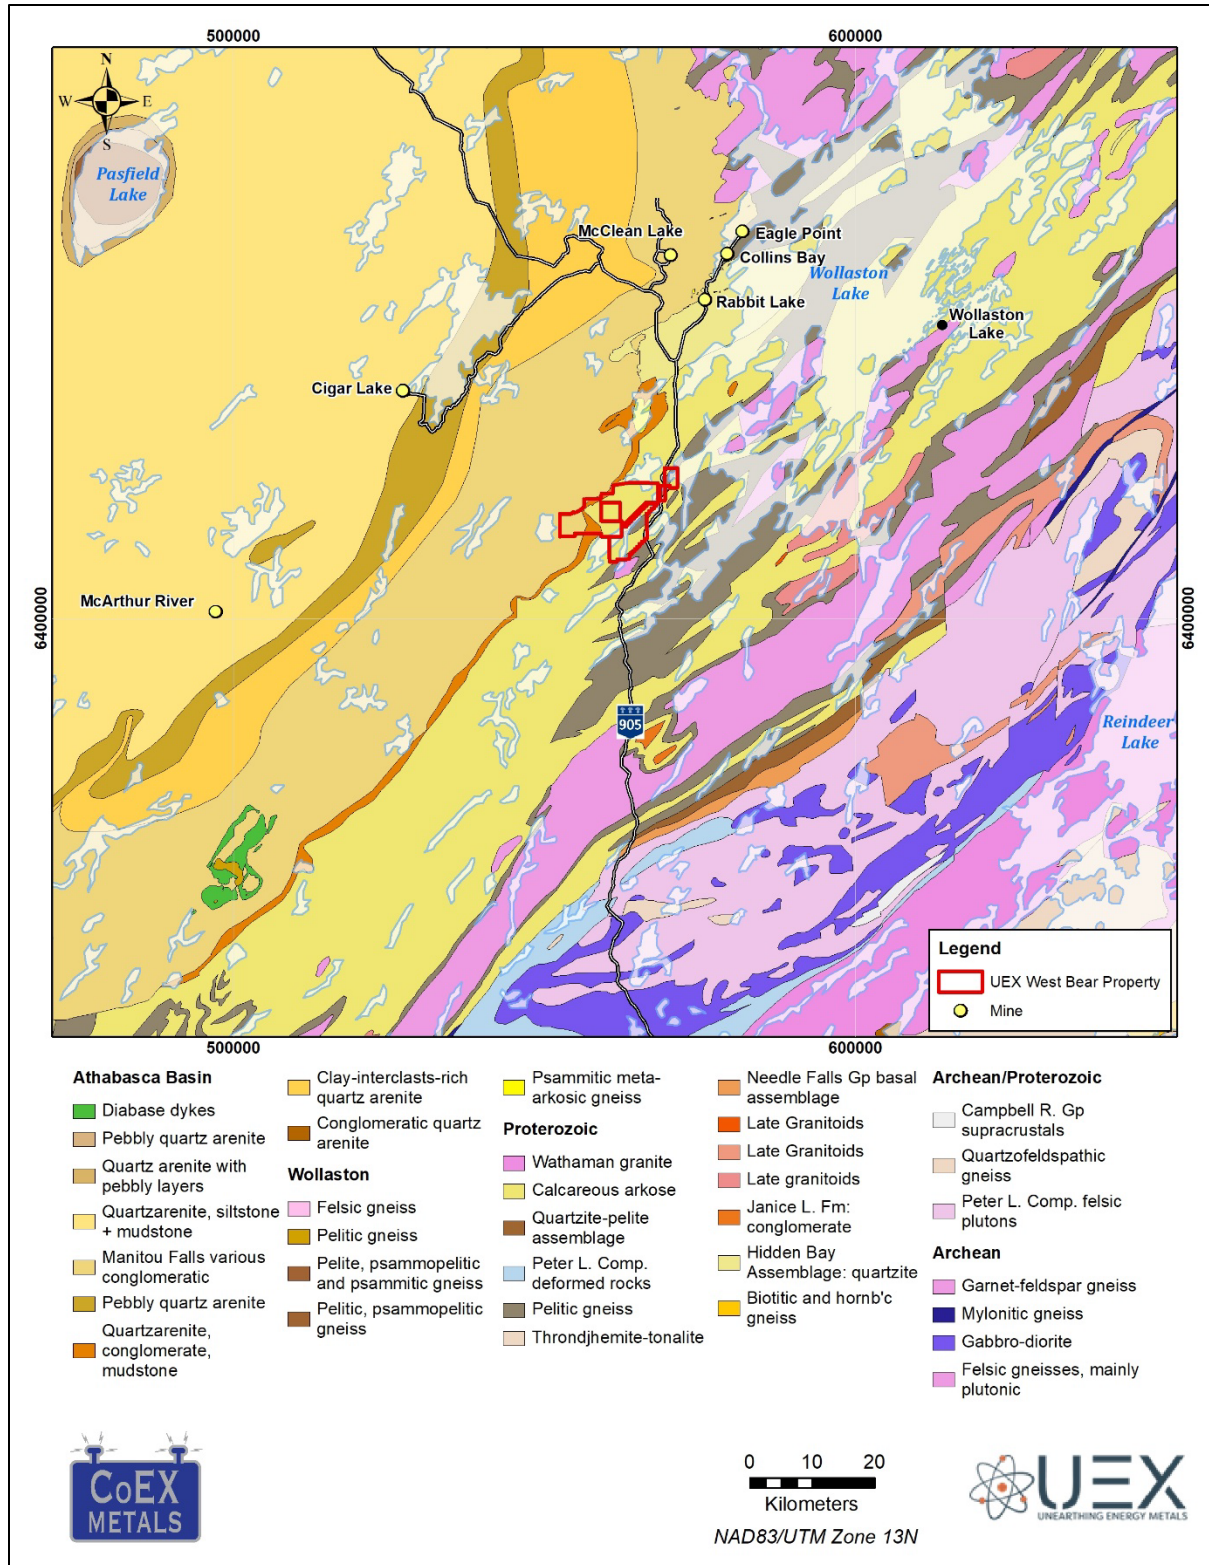 500000
600000
N
W
E
S
Pasfield
Lake
McClean Lake
Eagle Point
Collins Bay
Wollaston
Lake
Rabbit Lake
Wollaston
Lake
Cigar Lake
McArthur River
6400000
6400000
905
Reindeer
Lake
Legend
UEX West Bear Property
Mine
500000
600000
Athabasca Basin
Diabase dykes
Pebbly quartz arenite
Quartz arenite with
pebbly layers
Quartzarenite, siltstone
+ mudstone
Manitou Falls various
conglomeratic
Pebbly quartz arenite
Quartzarenite,
conglomerate,
mudstone
Clay-interclasts-rich
quartz arenite
Conglomeratic quartz
arenite
Wollaston
Felsic gneiss
Pelitic gneiss
Pelite, psammopelitic
and psammitic gneiss
Pelitic, psammopelitic
gneiss
Psammitic meta-
arkosic gneiss
Proterozoic
Wathaman granite
Calcareous arkose
Quartzite-pelite
assemblage
Peter L. Comp.
deformed rocks
Pelitic gneiss
Throndjhemite-tonalite
Needle Falls Gp basal
assemblage
Late Granitoids
Late Granitoids
Late granitoids
Janice L. Fm:
conglomerate
Hidden Bay
Assemblage: quartzite
Biotitic and hornb'c
gneiss
Archean/Proterozoic
Campbell R. Gp
supracrustals
Quartzofeldspathic
gneiss
Peter L. Comp. felsic
plutons
Archean
Garnet-feldspar gneiss
Mylonitic gneiss
Gabbro-diorite
Felsic gneisses, mainly
plutonic
CoEX
METALS
0 10 20
Kilometers
NAD83/UTM Zone 13N
UEX
UNEARTHING ENERGY METALS